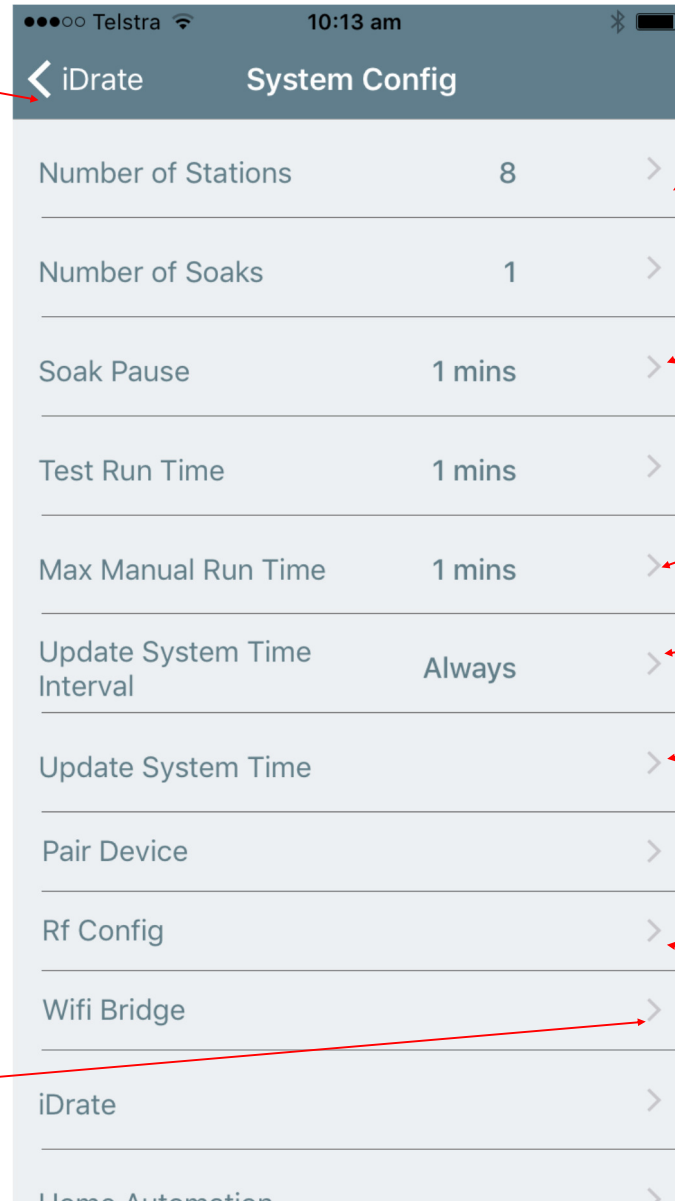 Telstra 10:13 am
iDrate System Config
Number of Stations 8
Number of Soaks 1
Soak Pause 1 mins
Test Run Time 1 mins
Max Manual Run Time 1 mins
Update System Time
Interval Always
Update System Time
Pair Device
Rf Config
Wifi Bridge
iDrate
Home Automation